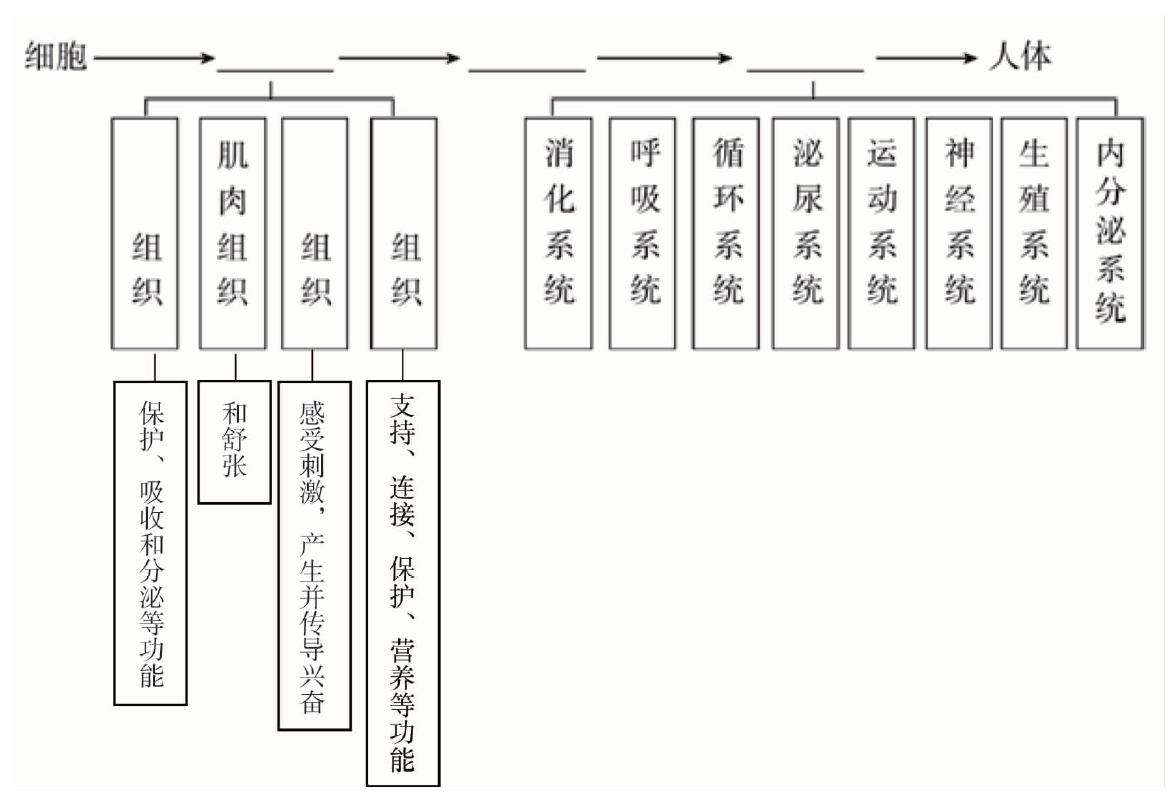 细胞 人体
组织
肌肉组织
组织
组织
消化系统
呼吸系统
循环系统
泌尿系统
运动系统
神经系统
生殖系统
内分泌系统
保护、吸收和分泌等功能
和舒张
感受刺激，产生并传导兴奋
支持、连接、保护、营养等功能